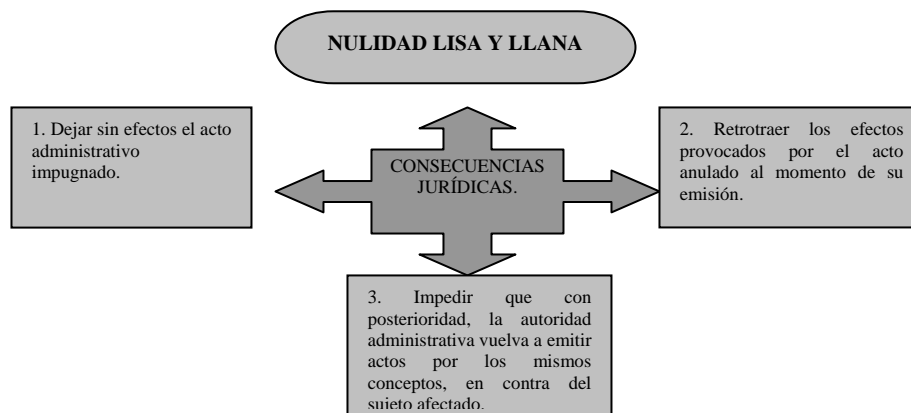 NULIDAD LISA Y LLANA
1. Dejar sin efectos el acto
administrativo
impugnado.
CONSECUENCIAS
JURÍDICAS.
2. Retrotraer los efectos
provocados por el acto
anulado al momento de su
emisión.
3. Impedir que con
posterioridad, la autoridad
administrativa vuelva a emitir
actos por los mismos
conceptos, en contra del
sujeto afectado.